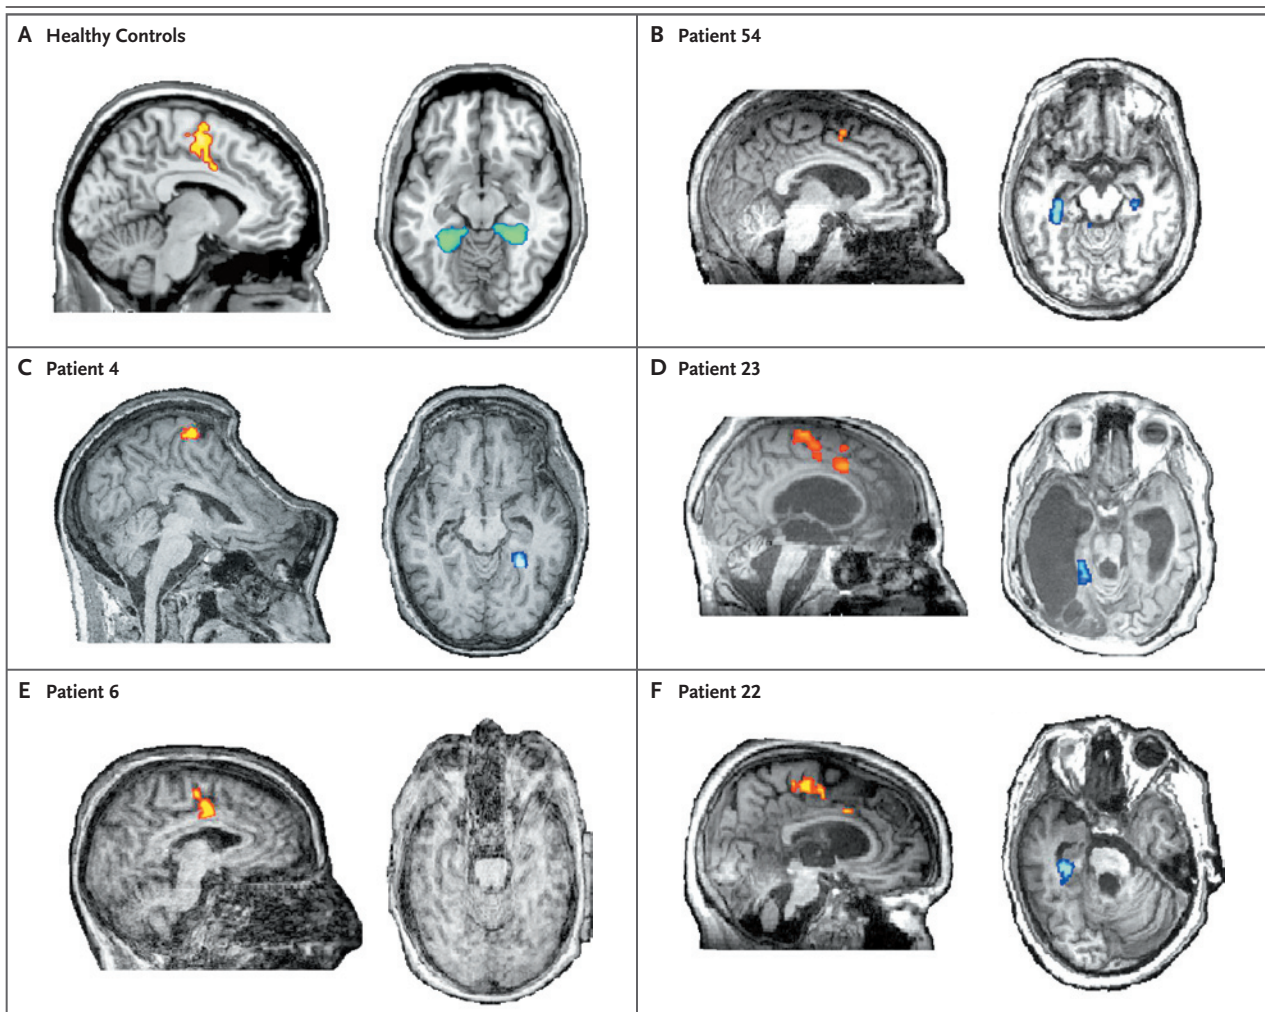 A Healthy Controls
B Patient 54
C Patient 4
D Patient 23
E Patient 6
F Patient 22